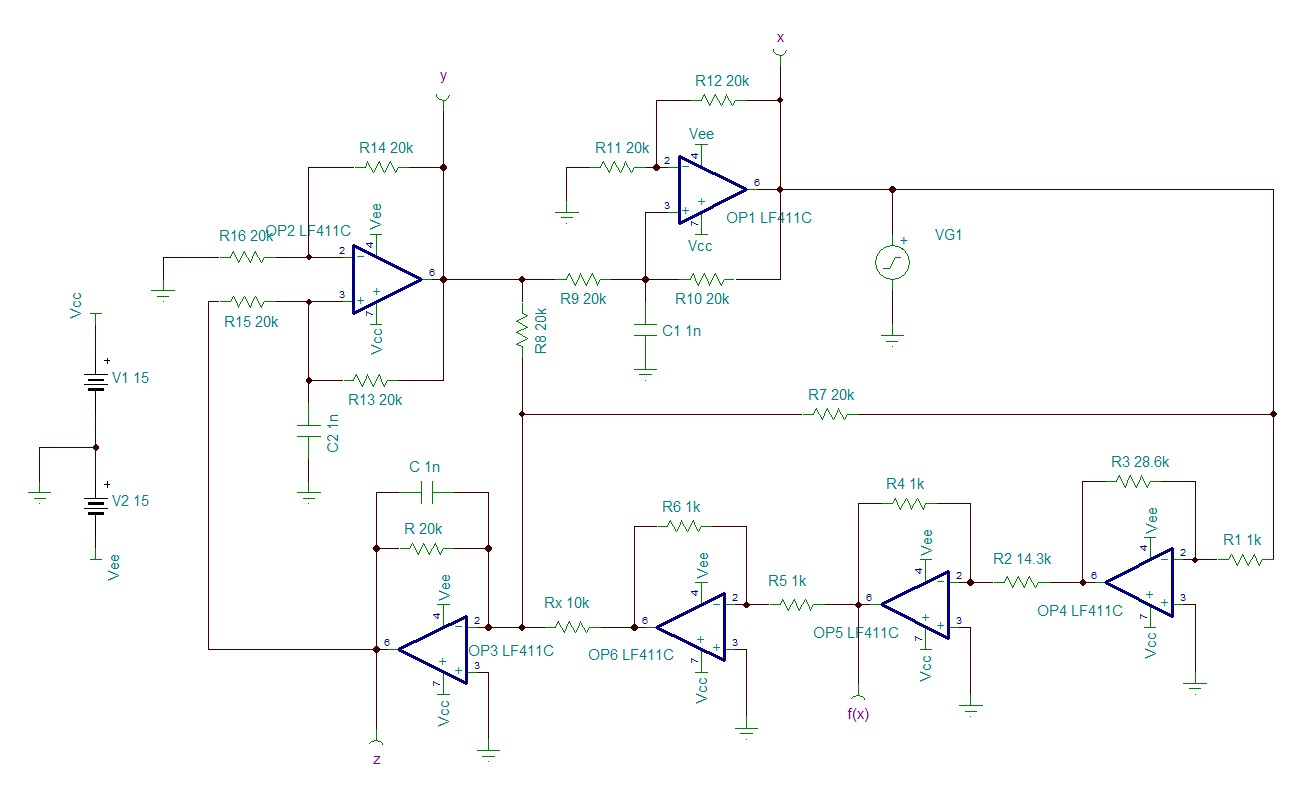 x
y
R12 20k
Vee
4
R14 20k
R11 20k
2
6
3
7
OP1 LF411C
Vcc
Vee
OP2 LF411C
R16 20k
4
2
6
3
7
R15 20k
Vcc
R13 20k
C2 1n
R9 20k
R10 20k
C1 1n
R8 20k
VG1
+
Vcc
+
V1 15
+
V2 15
Vee
R7 20k
C 1n
R 20k
Vee
4
2
6
3
7
OP3 LF411C
Vcc
z
Rx 10k
R6 1k
Vee
4
2
6
3
7
OP6 LF411C
Vcc
R5 1k
R4 1k
Vee
4
2
6
3
7
OP5 LF411C
Vcc
f(x)
R2 14.3k
R3 28.6k
Vee
4
2
6
3
7
OP4 LF411C
Vcc
R1 1k